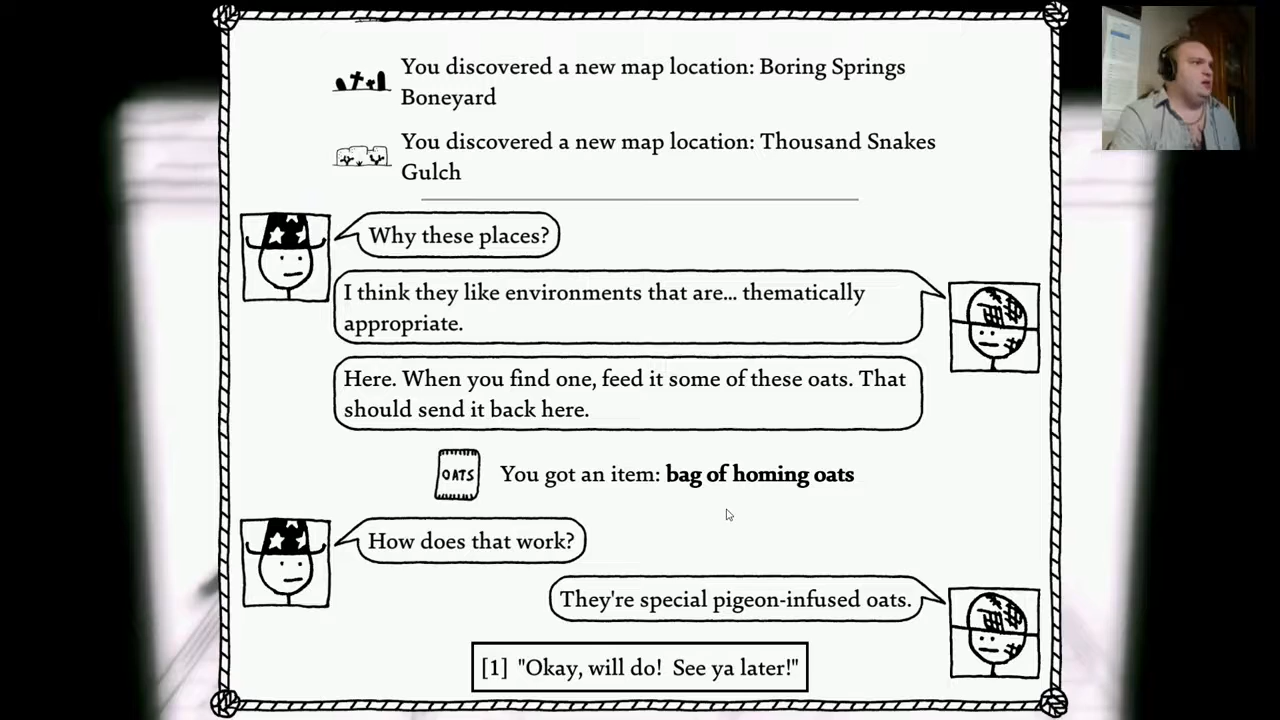 You discovered a new map location: Boring Springs
Boneyard
You discovered a new map location: Thousand Snakes
Gulch
Why these places?
I think they like environments that are... thematically
appropriate.
Here. When you find one, feed it some of these oats. That
should send it back here.
OATS
You got an item: bag of homing oats
How does that work?
They're special pigeon-infused oats.
[1] "Okay, will do!  See ya later!"